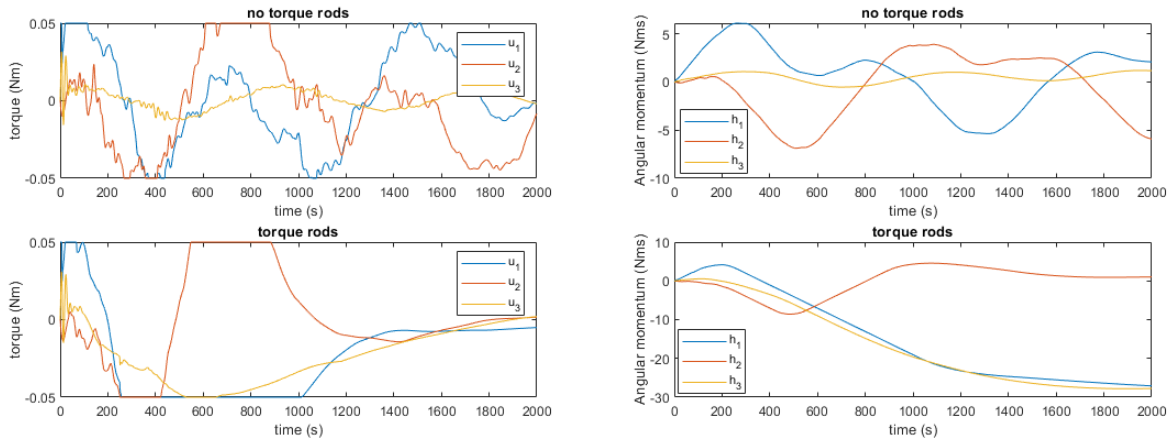 no torque rods
0.05
0
-0.05
torque (Nm)
u1
u2
u3
0 200 400 600 800 1000 1200 1400 1600 1800 2000
time (s)
no torque rods
5
0
-5
-10
Angular momentum (Nms)
h1
h2
h3
0 200 400 600 800 1000 1200 1400 1600 1800 2000
time (s)
torque rods
0.05
0
-0.05
torque (Nm)
u1
u2
u3
0 200 400 600 800 1000 1200 1400 1600 1800 2000
time (s)
torque rods
10
0
-10
-20
-30
Angular momentum (Nms)
h1
h2
h3
0 200 400 600 800 1000 1200 1400 1600 1800 2000
time (s)